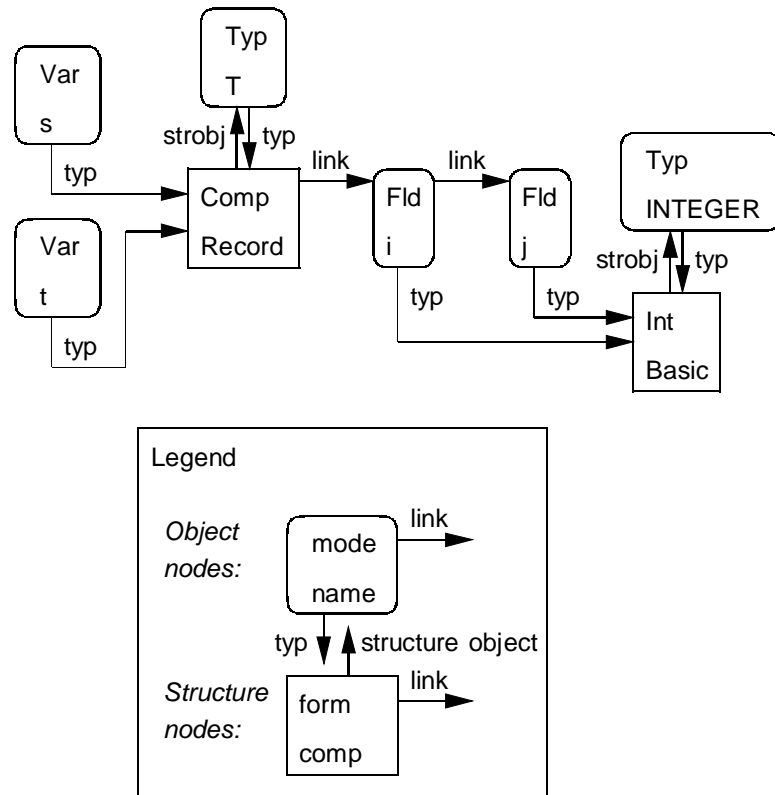 Typ
T
Var
s
strobj
typ
typ
link
link
Comp
Record
Fld
i
Fld
j
Typ
INTEGER
Var
t
strobj
typ
typ
typ
typ
Int
Basic
Legend
Object
nodes:
mode
name
link
typ
structure object
Structure
nodes:
form
comp
link